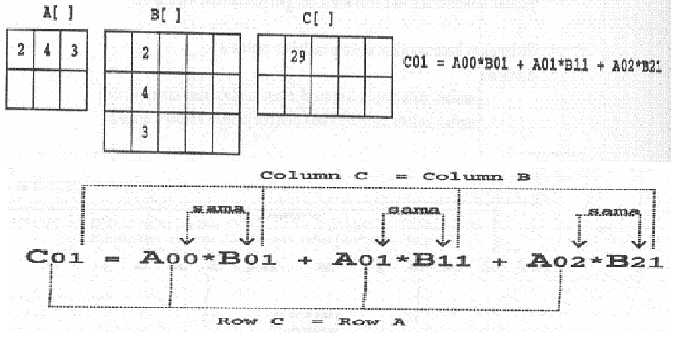 A[ ] B[ ] C[ ]
2 4 3 2 29 C01 = A00*B01 + A01*B11 + A02*B21
4
3
Column C = Column B
sama sama sama
C01 = A00*B01 + A01*B11 + A02*B21
Row C = Row A